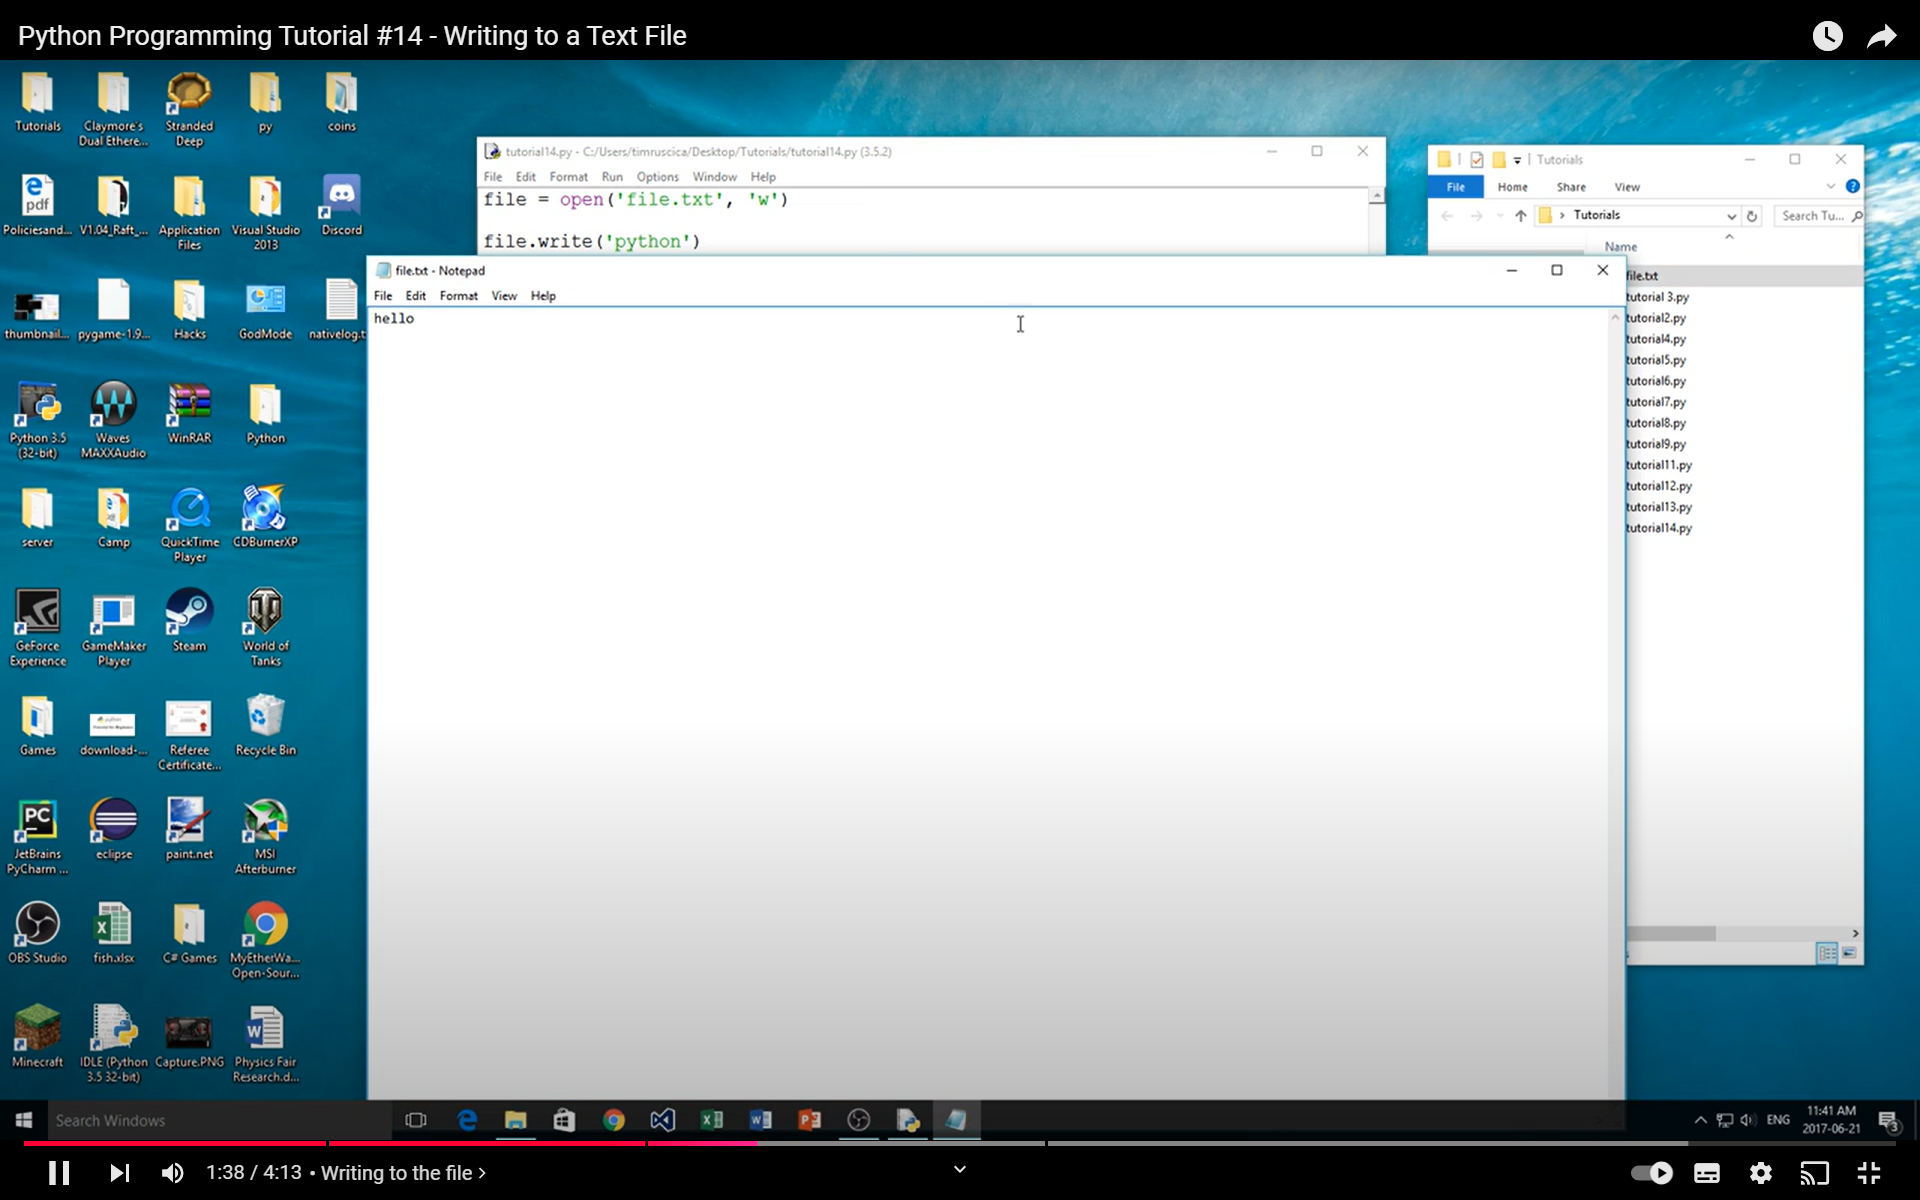 Python Programming Tutorial #14 - Writing to a Text File
Tutorials
Claymore's
Dual Ethere...
Stranded
Deep
py
coins
Policiesand...
V1.04_Raft_...
Application
Files
Visual Studio
2013
Discord
thumbnail...
pygame-1.9...
Hacks
GodMode
nativelog.t
Python 3.5
(32-bit)
Waves
MAXXAudio
WinRAR
Python
server
Camp
QuickTime
Player
CDBurnerXP
GeForce
Experience
GameMaker
Player
Steam
World of
Tanks
Games
download-...
Referee
Certificate...
Recycle Bin
JetBrains
PyCharm ...
eclipse
paint.net
MSI
Afterburner
OBS Studio
fish.xlsx
C# Games
MyEtherWa...
Open-Sour...
Minecraft
IDLE (Python
3.5 32-bit)
Capture.PNG
Physics Fair
Research.d...
tutorial14.py - C:/Users/timruscica/Desktop/Tutorials/tutorial14.py (3.5.2)
File Edit Format Run Options Window Help
file = open('file.txt', 'w')
file.write('python')
file.txt - Notepad
File Edit Format View Help
hello
Tutorials
File Home Share View
Tutorials
Search Tu...
Name
file.txt
tutorial 3.py
tutorial2.py
tutorial4.py
tutorial5.py
tutorial6.py
tutorial7.py
tutorial8.py
tutorial9.py
tutorial11.py
tutorial12.py
tutorial13.py
tutorial14.py
Search Windows
ENG
11:41 AM
2017-06-21
3
1:38 / 4:13 • Writing to the file ›